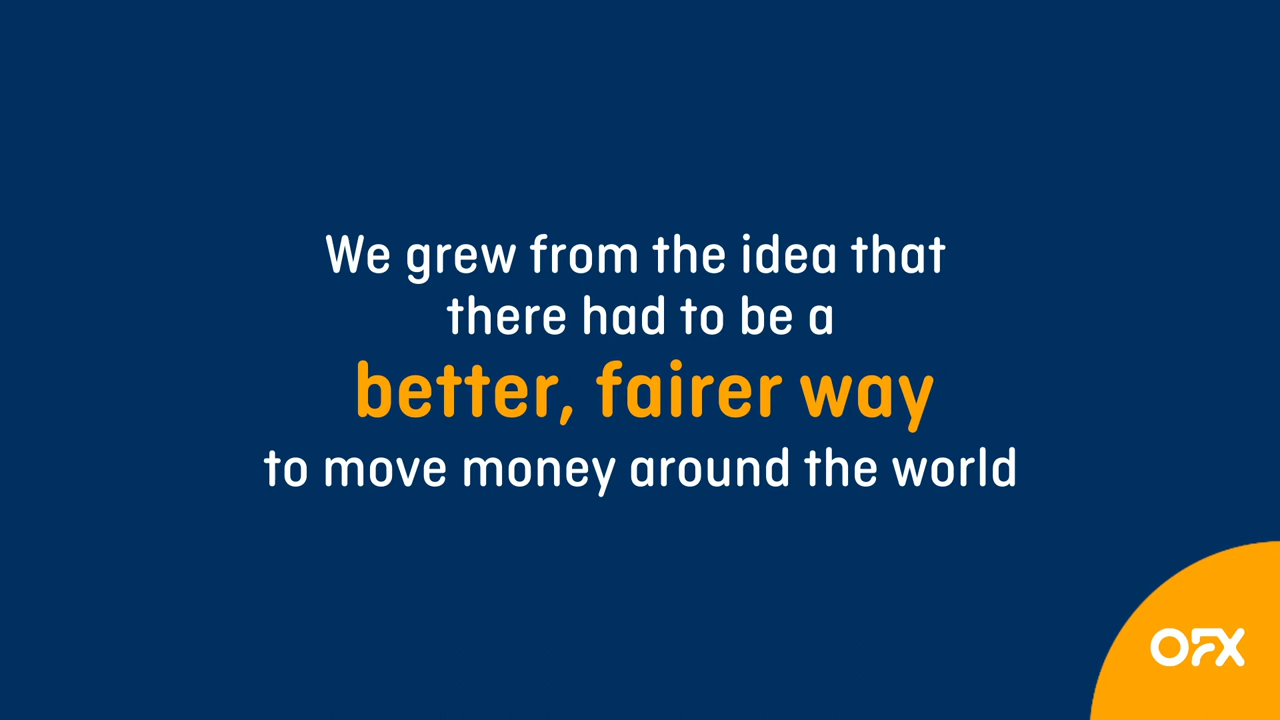 We grew from the idea that
there had to be a
better, fairer way
to move money around the world
OFX